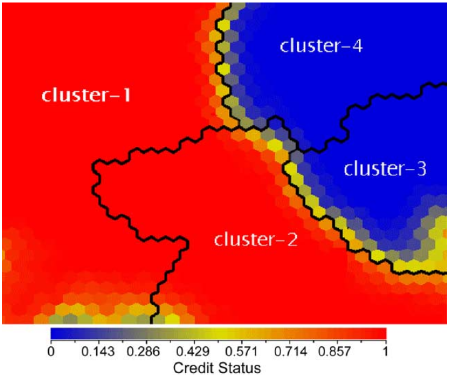 cluster-4
cluster-1
cluster-3
cluster-2
0 0.143 0.286 0.429 0.571 0.714 0.857 1
Credit Status